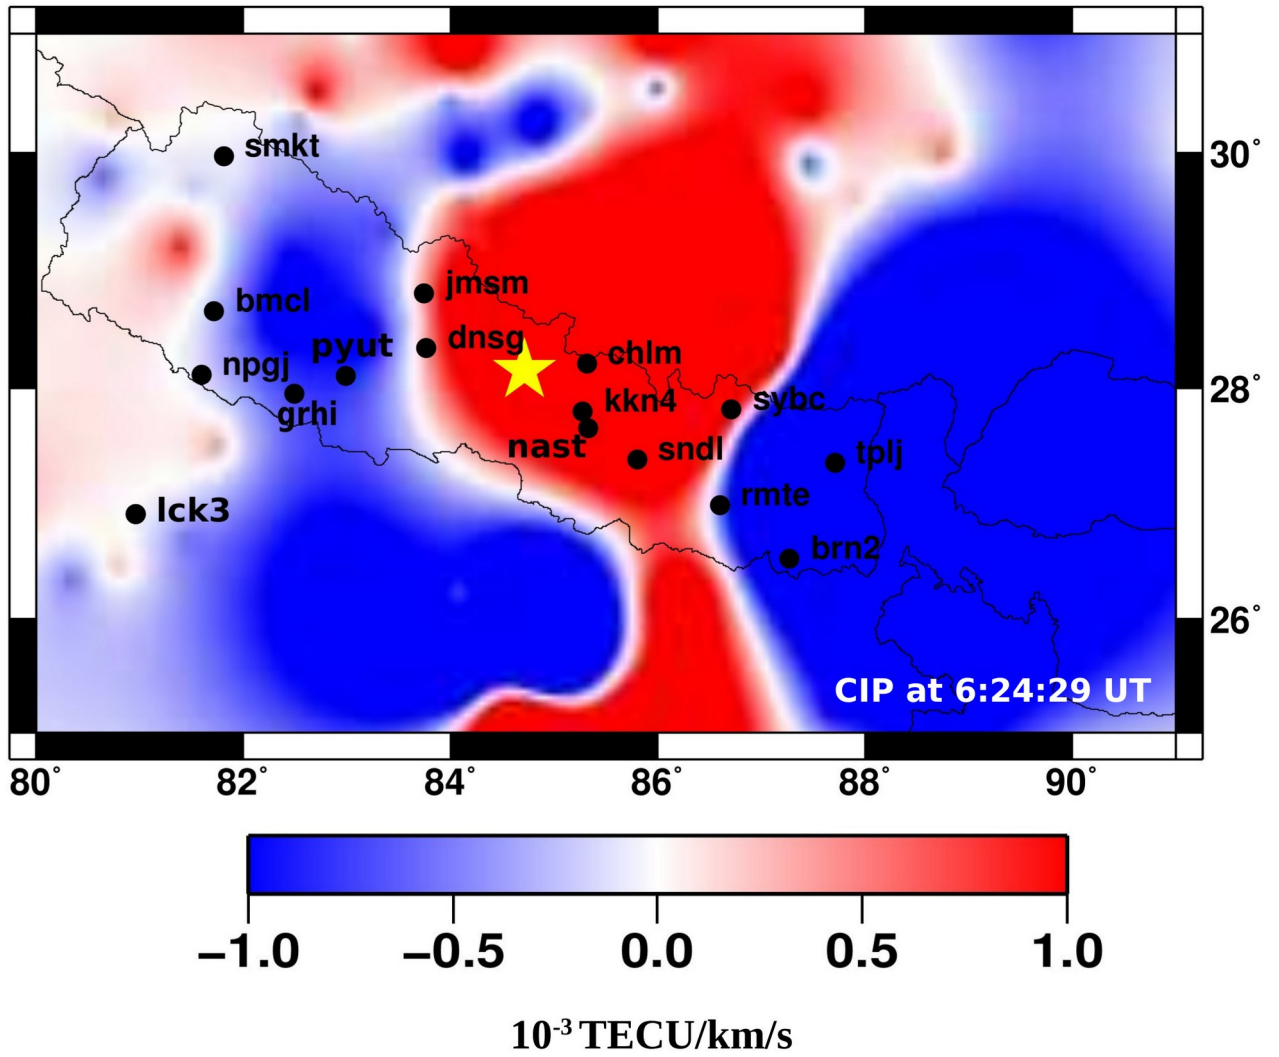 smkt
30°
jmsm
bmcl
dnsg
pyut
chlm
npgj
28°
kkn4
sybc
grhi
nast
sndl
tplj
rmte
lck3
brn2
26°
CIP at 6:24:29 UT
80° 82° 84° 86° 88° 90°
−1.0 −0.5 0.0 0.5 1.0
10-3 TECU/km/s